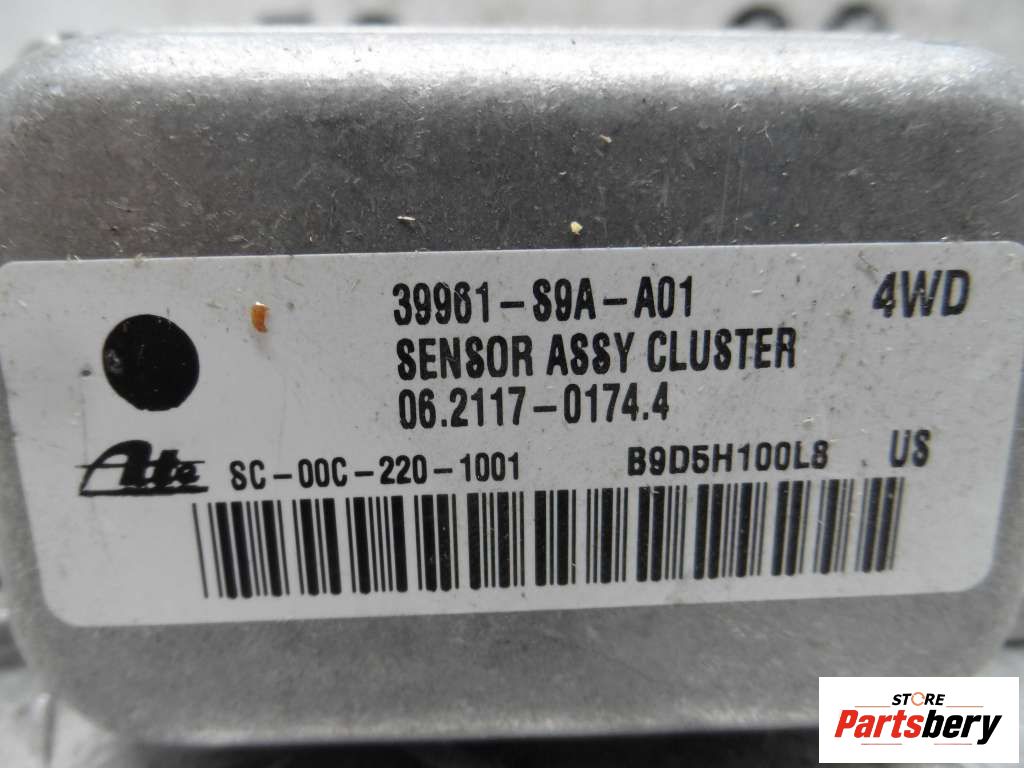 39961-S9A-A01 4WD
SENSOR ASSY CLUSTER
06.2117-0174.4
Ate SC-00C-220-1001 B9D5H100L8 US
STORE
Partsbery